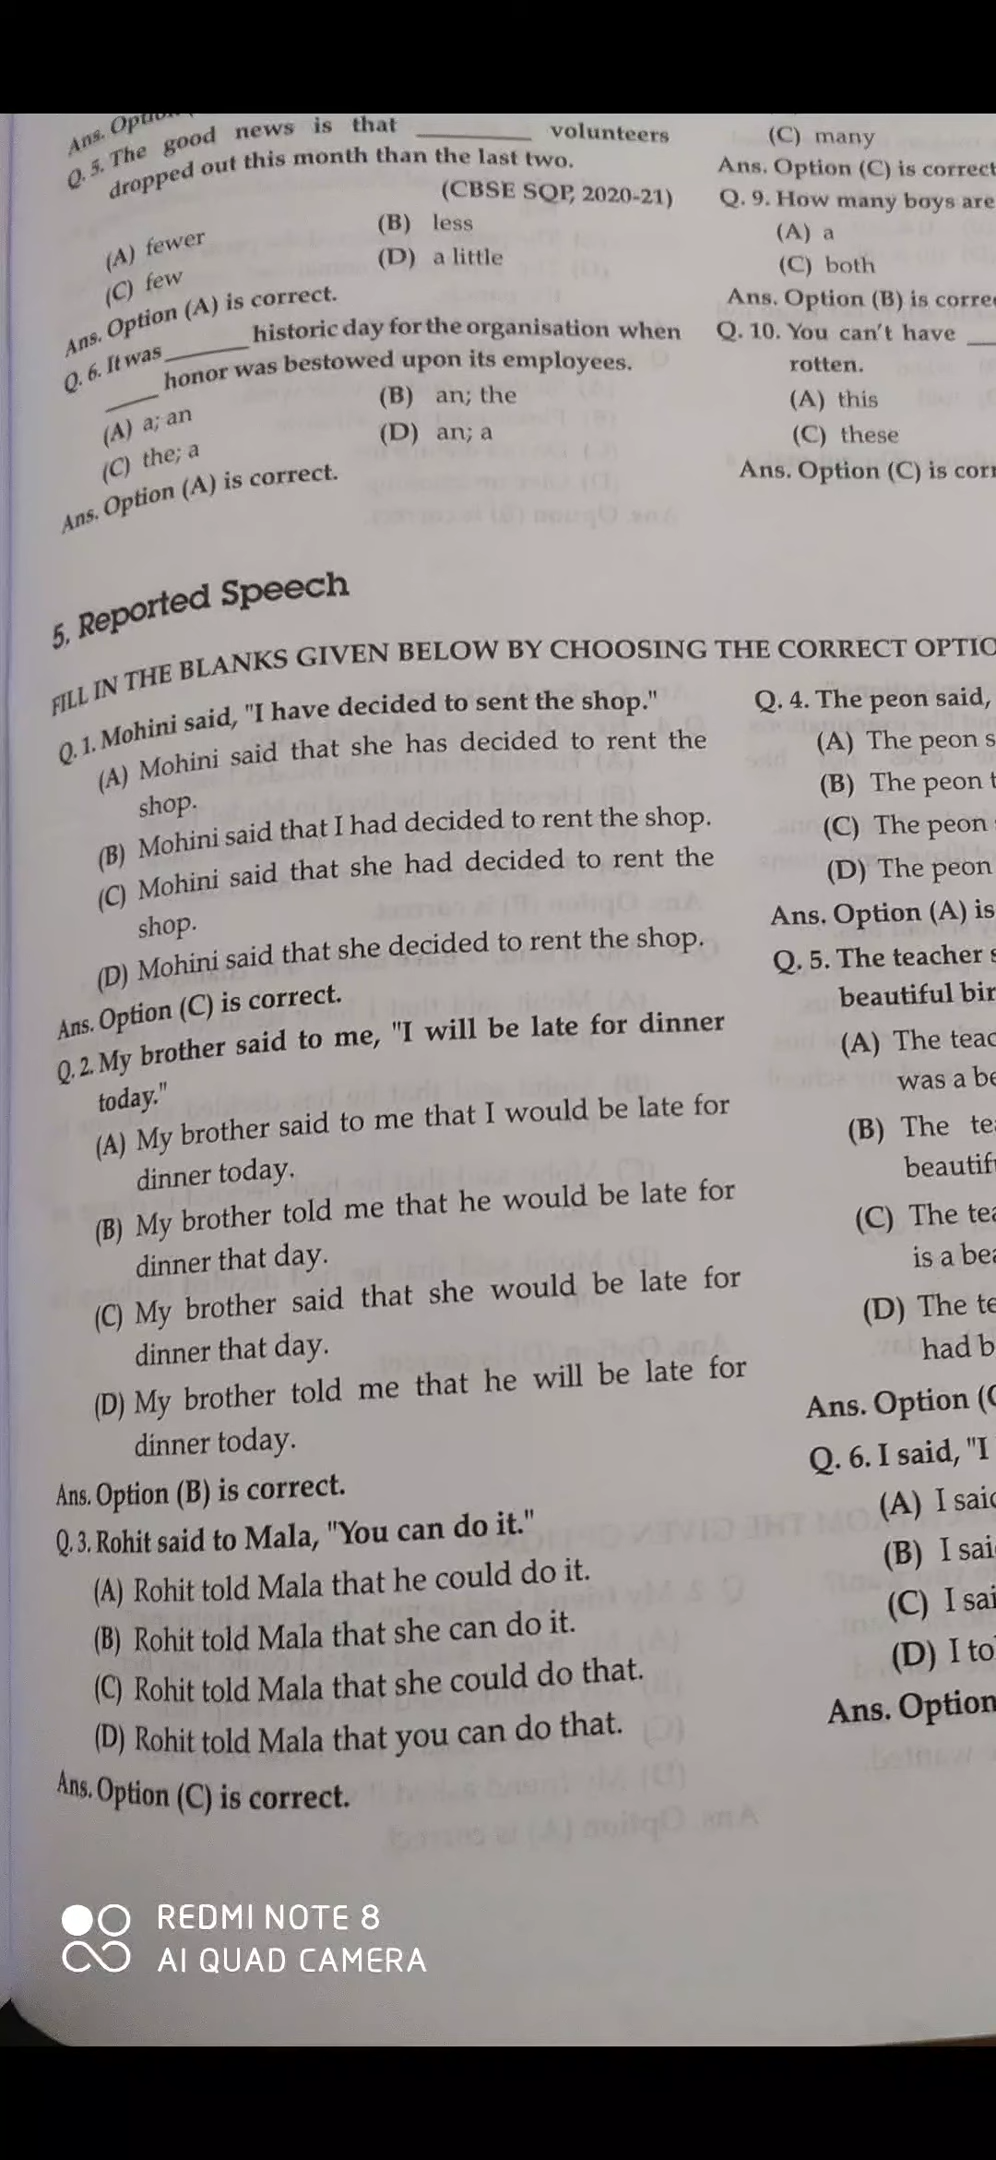 Ans. Option
Q. 5. The good news is that ________ volunteers
dropped out this month than the last two.
(CBSE SQP, 2020-21)
(A) fewer (B) less
(C) few (D) a little
Ans. Option (A) is correct.
Q. 6. It was ______ historic day for the organisation when
____ honor was bestowed upon its employees.
(A) a; an (B) an; the
(C) the; a (D) an; a
Ans. Option (A) is correct.
5. Reported Speech
FILL IN THE BLANKS GIVEN BELOW BY CHOOSING THE CORRECT OPTIO
Q. 1. Mohini said, "I have decided to sent the shop."
(A) Mohini said that she has decided to rent the
shop.
(B) Mohini said that I had decided to rent the shop.
(C) Mohini said that she had decided to rent the
shop.
(D) Mohini said that she decided to rent the shop.
Ans. Option (C) is correct.
Q. 2. My brother said to me, "I will be late for dinner
today."
(A) My brother said to me that I would be late for
dinner today.
(B) My brother told me that he would be late for
dinner that day.
(C) My brother said that she would be late for
dinner that day.
(D) My brother told me that he will be late for
dinner today.
Ans. Option (B) is correct.
Q. 3. Rohit said to Mala, "You can do it."
(A) Rohit told Mala that he could do it.
(B) Rohit told Mala that she can do it.
(C) Rohit told Mala that she could do that.
(D) Rohit told Mala that you can do that.
Ans. Option (C) is correct.
(C) many
Ans. Option (C) is correct
Q. 9. How many boys are
(A) a
(C) both
Ans. Option (B) is corre
Q. 10. You can't have __
rotten.
(A) this
(C) these
Ans. Option (C) is corr
Q. 4. The peon said,
(A) The peon s
(B) The peon t
(C) The peon
(D) The peon
Ans. Option (A) is
Q. 5. The teacher s
beautiful bir
(A) The teac
was a be
(B) The tea
beautif
(C) The tea
is a bea
(D) The te
had b
Ans. Option (C
Q. 6. I said, "I
(A) I said
(B) I sai
(C) I sai
(D) I to
Ans. Option
REDMI NOTE 8
AI QUAD CAMERA